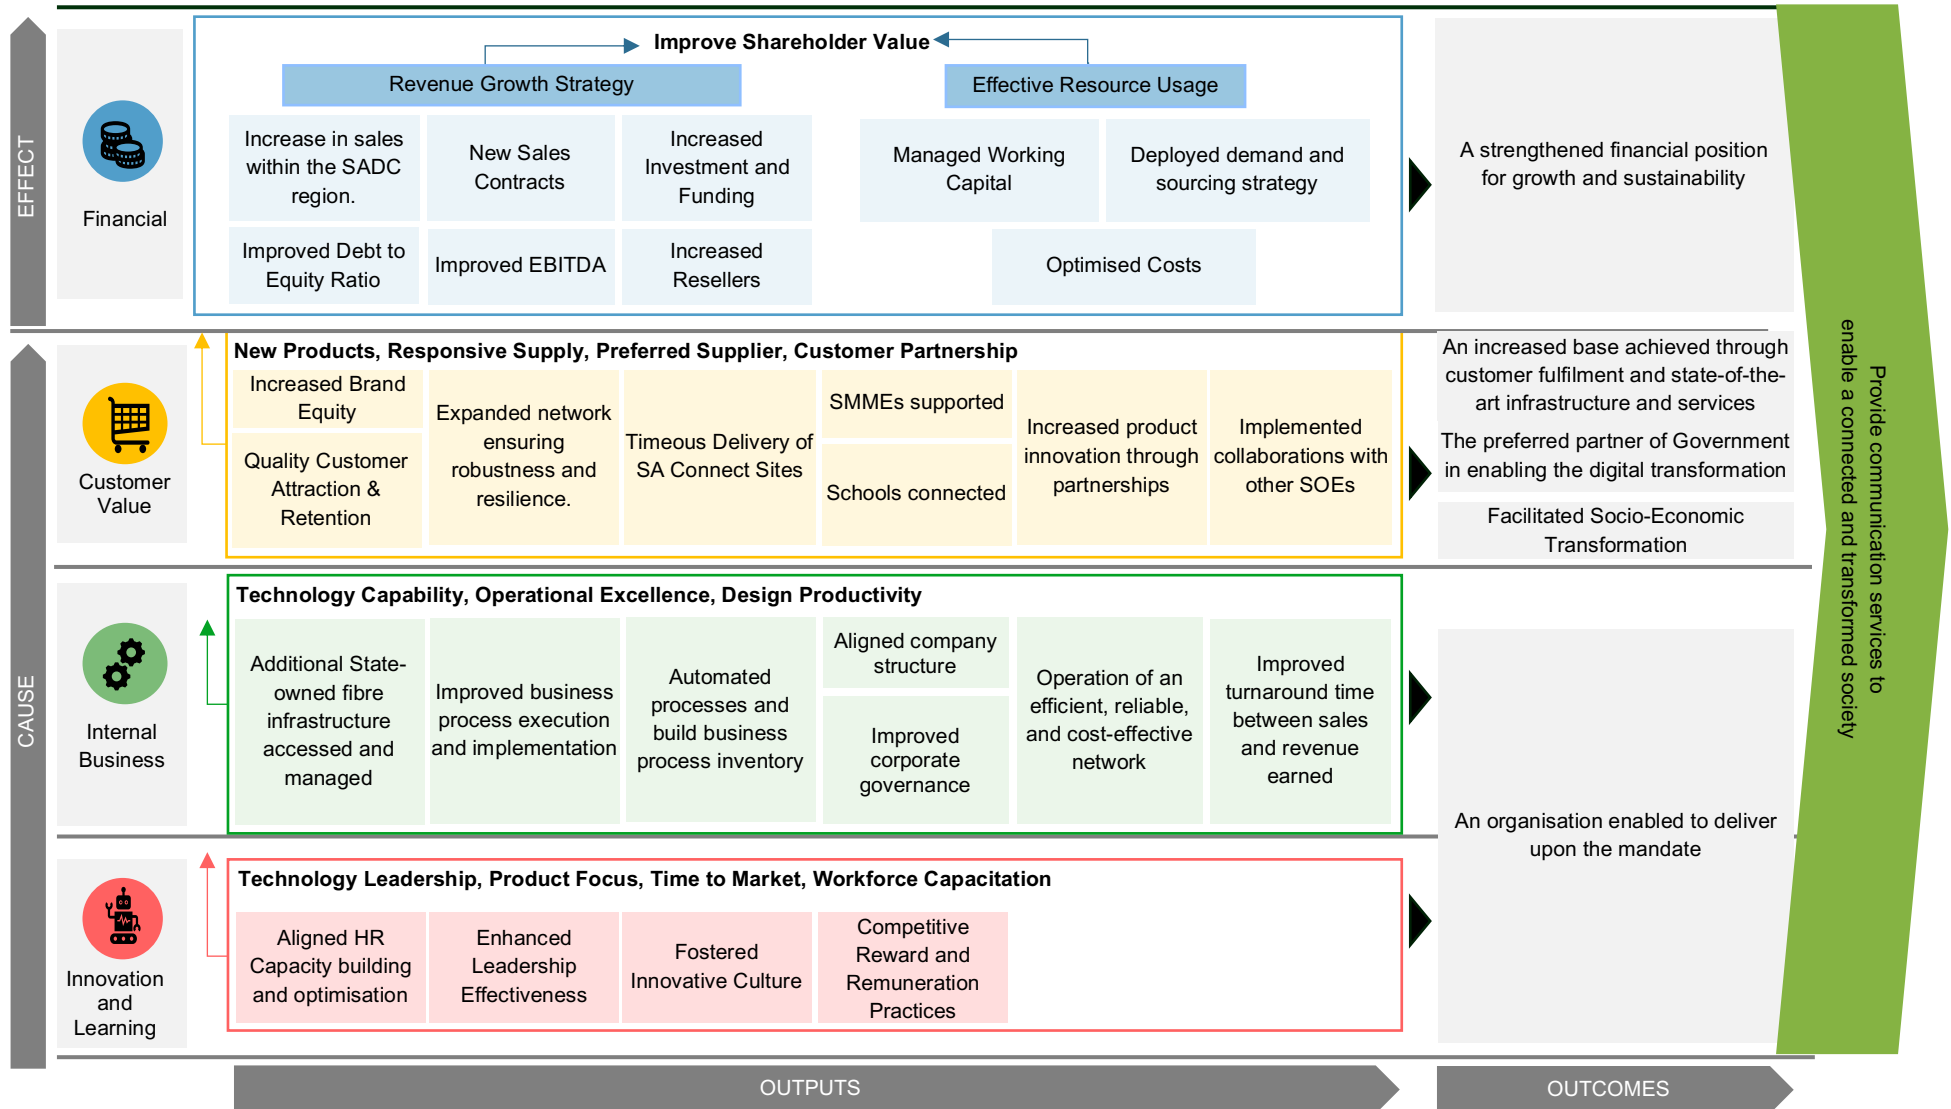 EFFECT
Financial
Improve Shareholder Value
Revenue Growth Strategy
Effective Resource Usage
Increase in sales
within the SADC
region.
New Sales
Contracts
Increased
Investment and
Funding
Managed Working
Capital
Deployed demand and
sourcing strategy
Improved Debt to
Equity Ratio
Improved EBITDA
Increased
Resellers
Optimised Costs
A strengthened financial position
for growth and sustainability
CAUSE
Customer
Value
New Products, Responsive Supply, Preferred Supplier, Customer Partnership
Increased Brand
Equity
Quality Customer
Attraction &
Retention
Expanded network
ensuring
robustness and
resilience.
Timeous Delivery of
SA Connect Sites
SMMEs supported
Schools connected
Increased product
innovation through
partnerships
Implemented
collaborations with
other SOEs
An increased base achieved through
customer fulfilment and state-of-the-
art infrastructure and services
The preferred partner of Government
in enabling the digital transformation
Facilitated Socio-Economic
Transformation
Internal
Business
Technology Capability, Operational Excellence, Design Productivity
Additional State-
owned fibre
infrastructure
accessed and
managed
Improved business
process execution
and implementation
Automated
processes and
build business
process inventory
Aligned company
structure
Improved
corporate
governance
Operation of an
efficient, reliable,
and cost-effective
network
Improved
turnaround time
between sales
and revenue
earned
Innovation
and
Learning
Technology Leadership, Product Focus, Time to Market, Workforce Capacitation
Aligned HR
Capacity building
and optimisation
Enhanced
Leadership
Effectiveness
Fostered
Innovative Culture
Competitive
Reward and
Remuneration
Practices
An organisation enabled to deliver
upon the mandate
Provide communication services to
enable a connected and transformed society
OUTPUTS
OUTCOMES